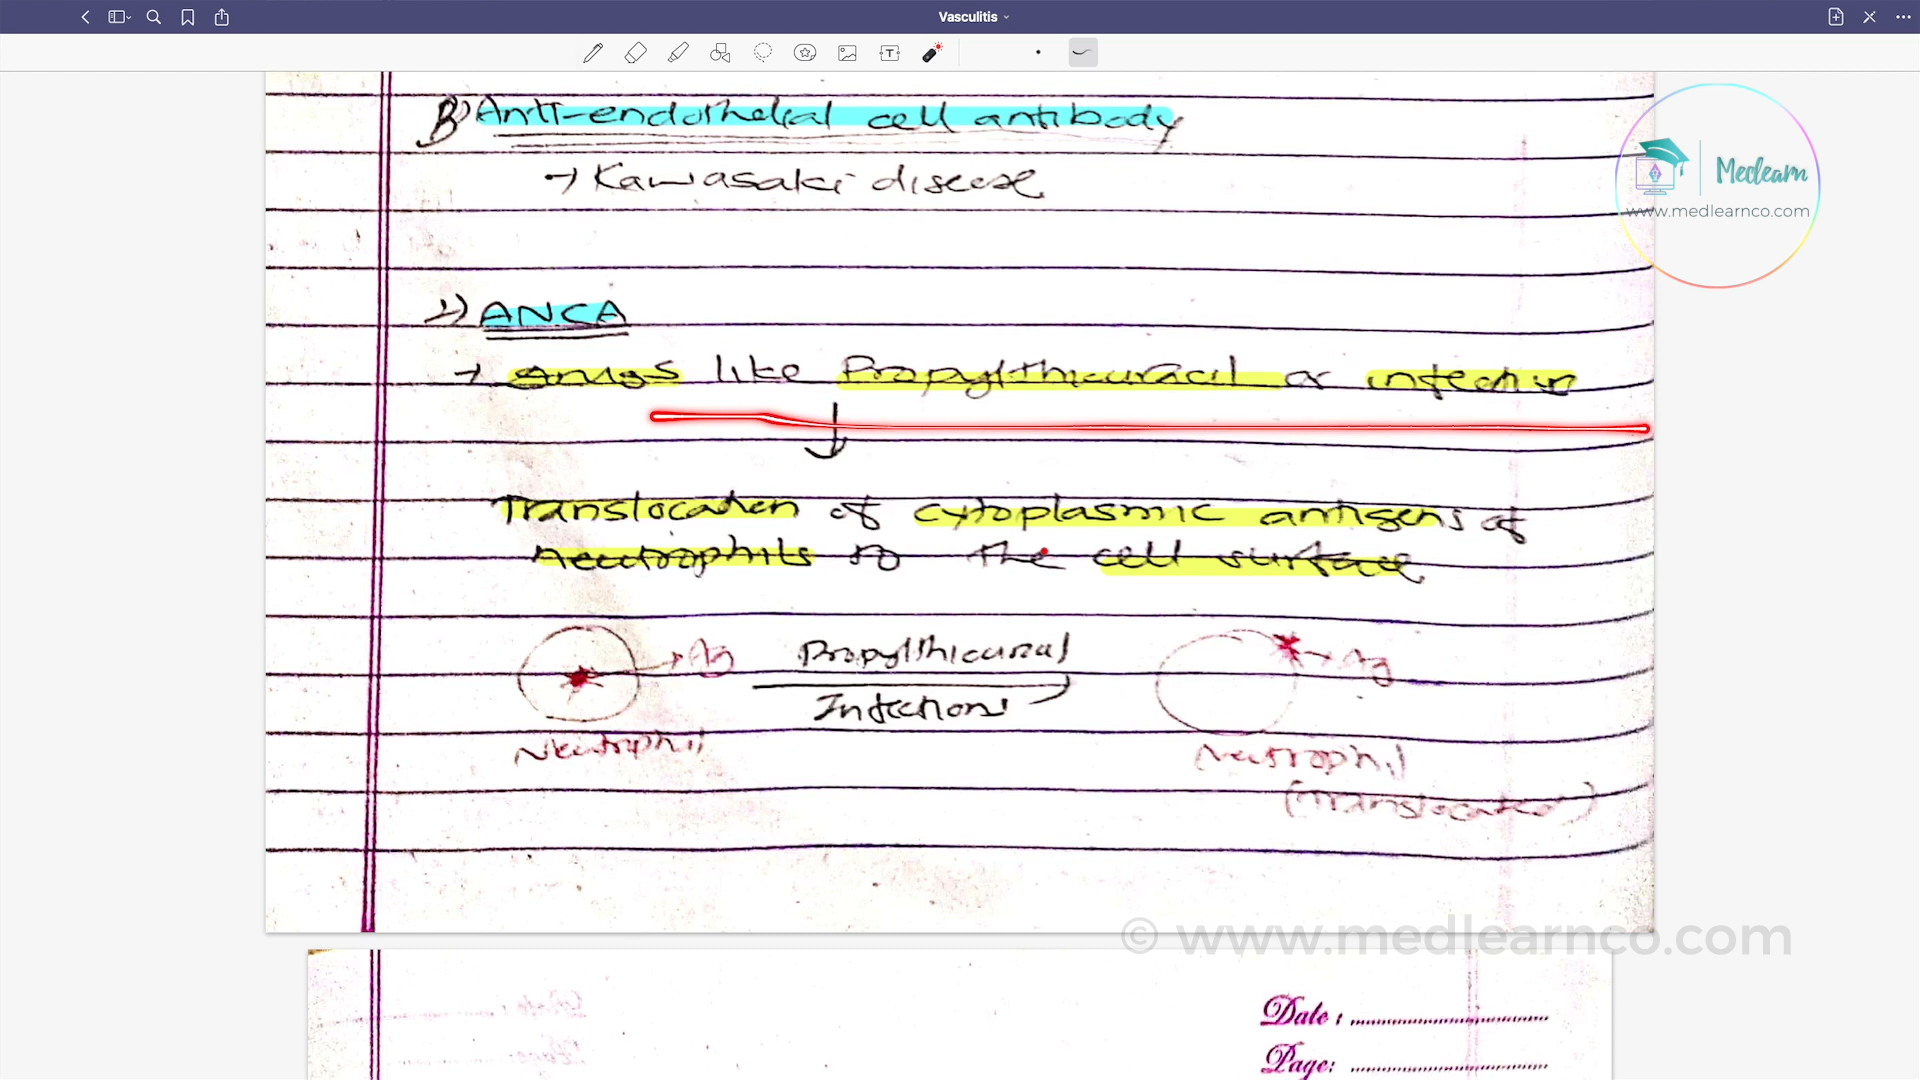 Vasculitis
B) Anti-endothelial cell antibody
→ Kawasaki disease
Medlearn
www.medlearnco.com
2) ANCA
→ drugs like Propylthiouracil or infection
Translocation of cytoplasmic antigens of
Neutrophils to the cell surface
→ Ag Propylthiouracil → Ag
Infections
Neutrophil Neutrophil
(Translocated)
© www.medlearnco.com
Date :
Page: